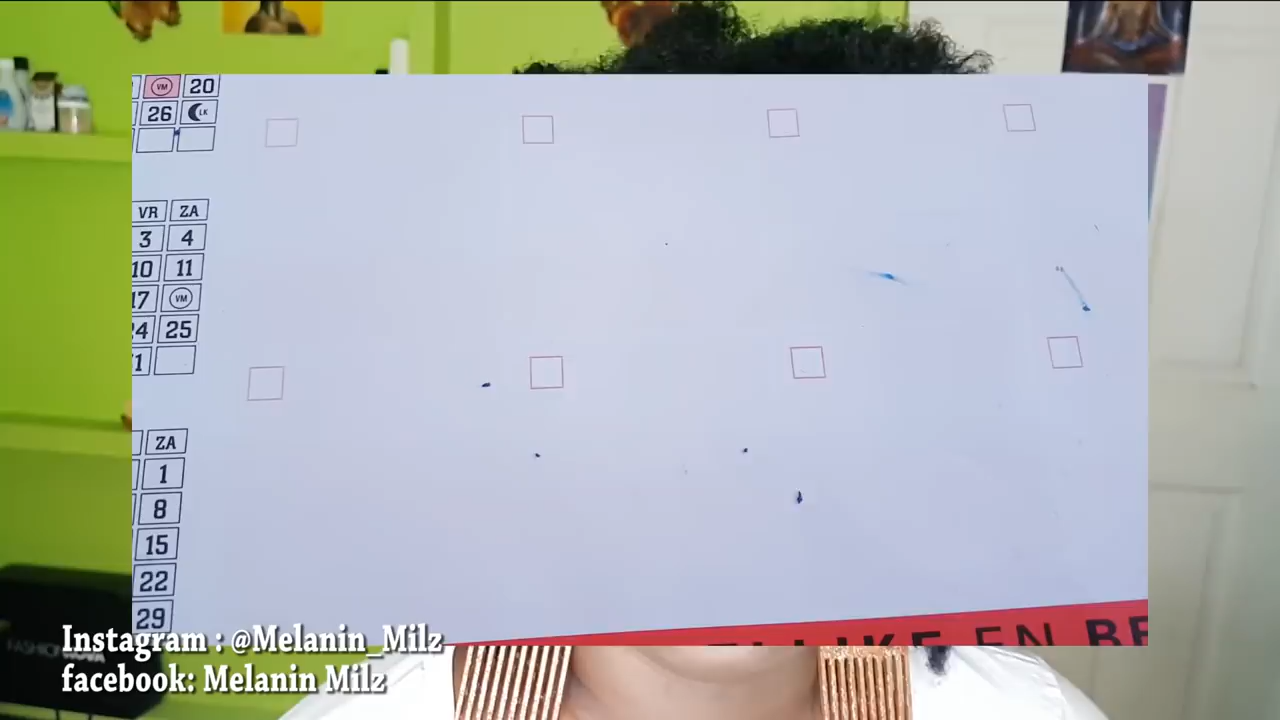 VM 20
26 LK
VR ZA
3 4
10 11
17 VM
24 25
ZA
1
8
15
22
29
EN
Instagram : @Melanin_Milz
facebook: Melanin Milz